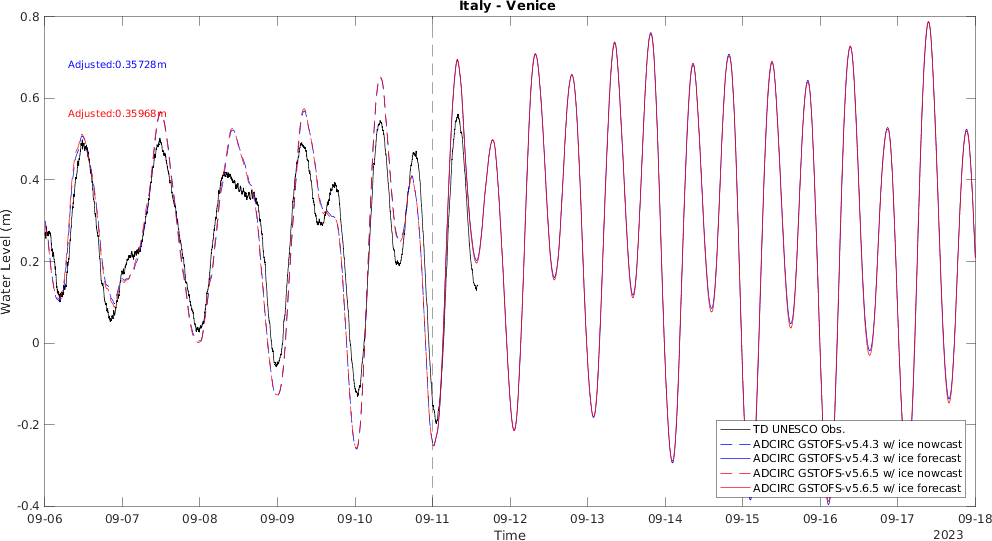 Italy - Venice
0.8
Adjusted:0.35728m
0.6
Adjusted:0.35968m
0.4
0.2
0
-0.2
-0.4
Water Level (m)
TD UNESCO Obs.
ADCIRC GSTOFS-v5.4.3 w/ ice nowcast
ADCIRC GSTOFS-v5.4.3 w/ ice forecast
ADCIRC GSTOFS-v5.6.5 w/ ice nowcast
ADCIRC GSTOFS-v5.6.5 w/ ice forecast
09-06 09-07 09-08 09-09 09-10 09-11 09-12 09-13 09-14 09-15 09-16 09-17 09-18
Time
2023